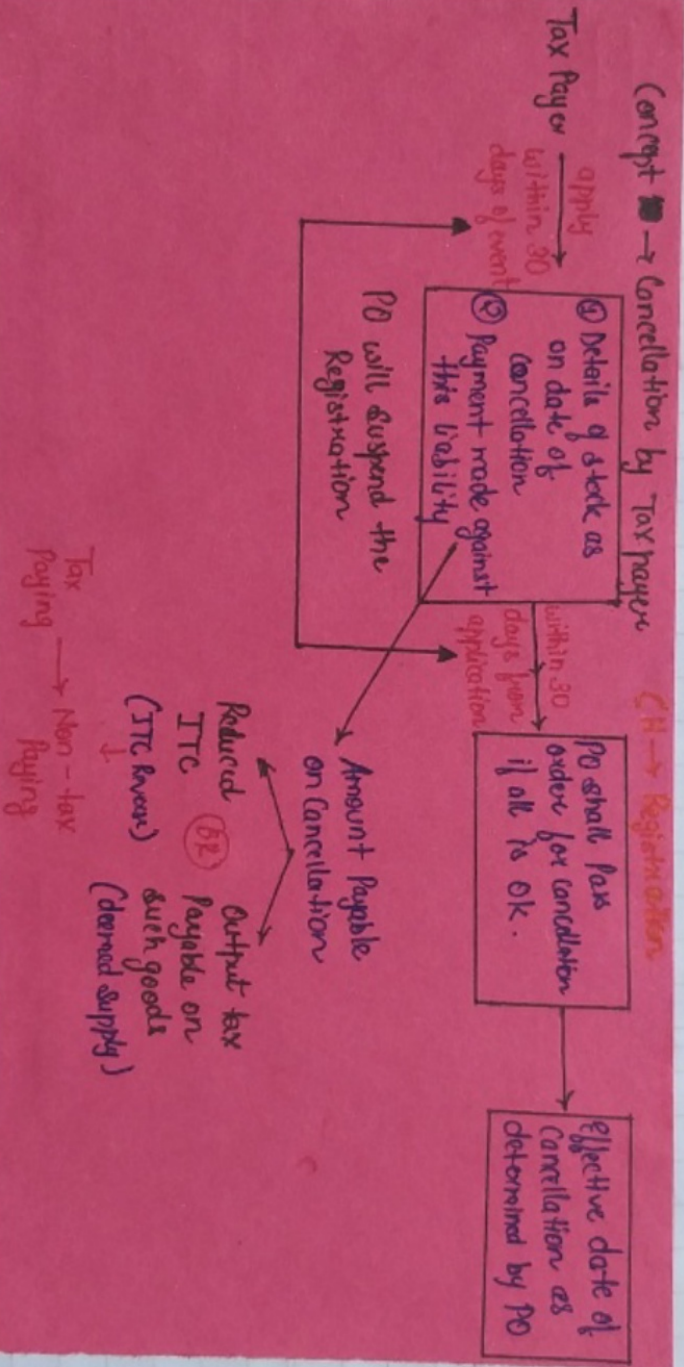 Concept → Cancellation by Taxpayer
CH → Registration
Tax Payer →
apply
within 30
days of event
① Details of stock as
on date of
cancellation
② Payment made against
this liability
within 30
days from
application
PO shall Pass
order for cancellation
if all is Ok.
effective date of
cancellation as
determined by PO
PO will suspend the
Registration
Amount Payable
on Cancellation
Reduced
ITC
(ITC Reverse)
OR
Output tax
Payable on
such goods
(deemed supply)
Tax
Paying → Non-tax
Paying